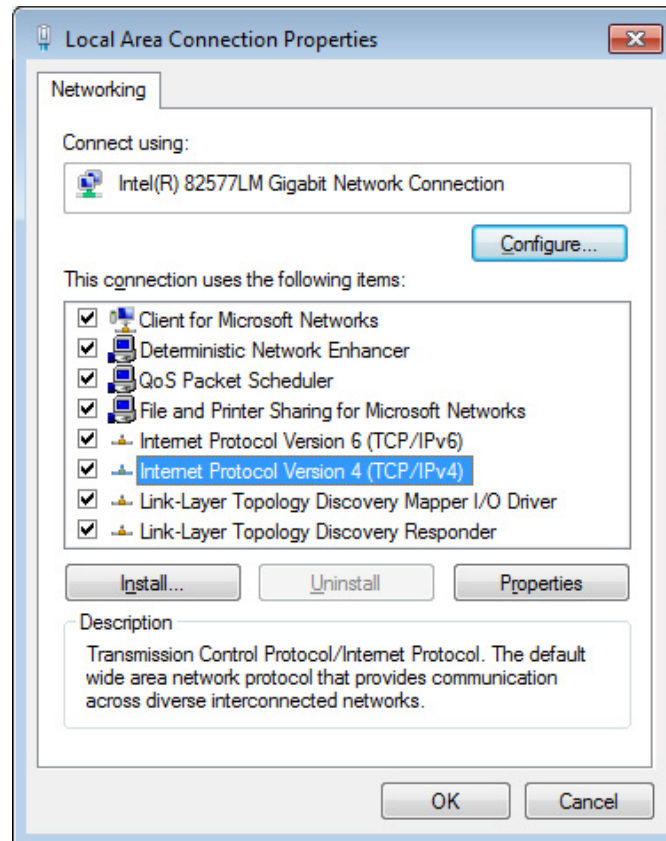 Local Area Connection Properties
Networking
Connect using:
Intel(R) 82577LM Gigabit Network Connection
Configure...
This connection uses the following items:
Client for Microsoft Networks
Deterministic Network Enhancer
QoS Packet Scheduler
File and Printer Sharing for Microsoft Networks
Internet Protocol Version 6 (TCP/IPv6)
Internet Protocol Version 4 (TCP/IPv4)
Link-Layer Topology Discovery Mapper I/O Driver
Link-Layer Topology Discovery Responder
Install... Uninstall Properties
Description
Transmission Control Protocol/Internet Protocol. The default
wide area network protocol that provides communication
across diverse interconnected networks.
OK Cancel